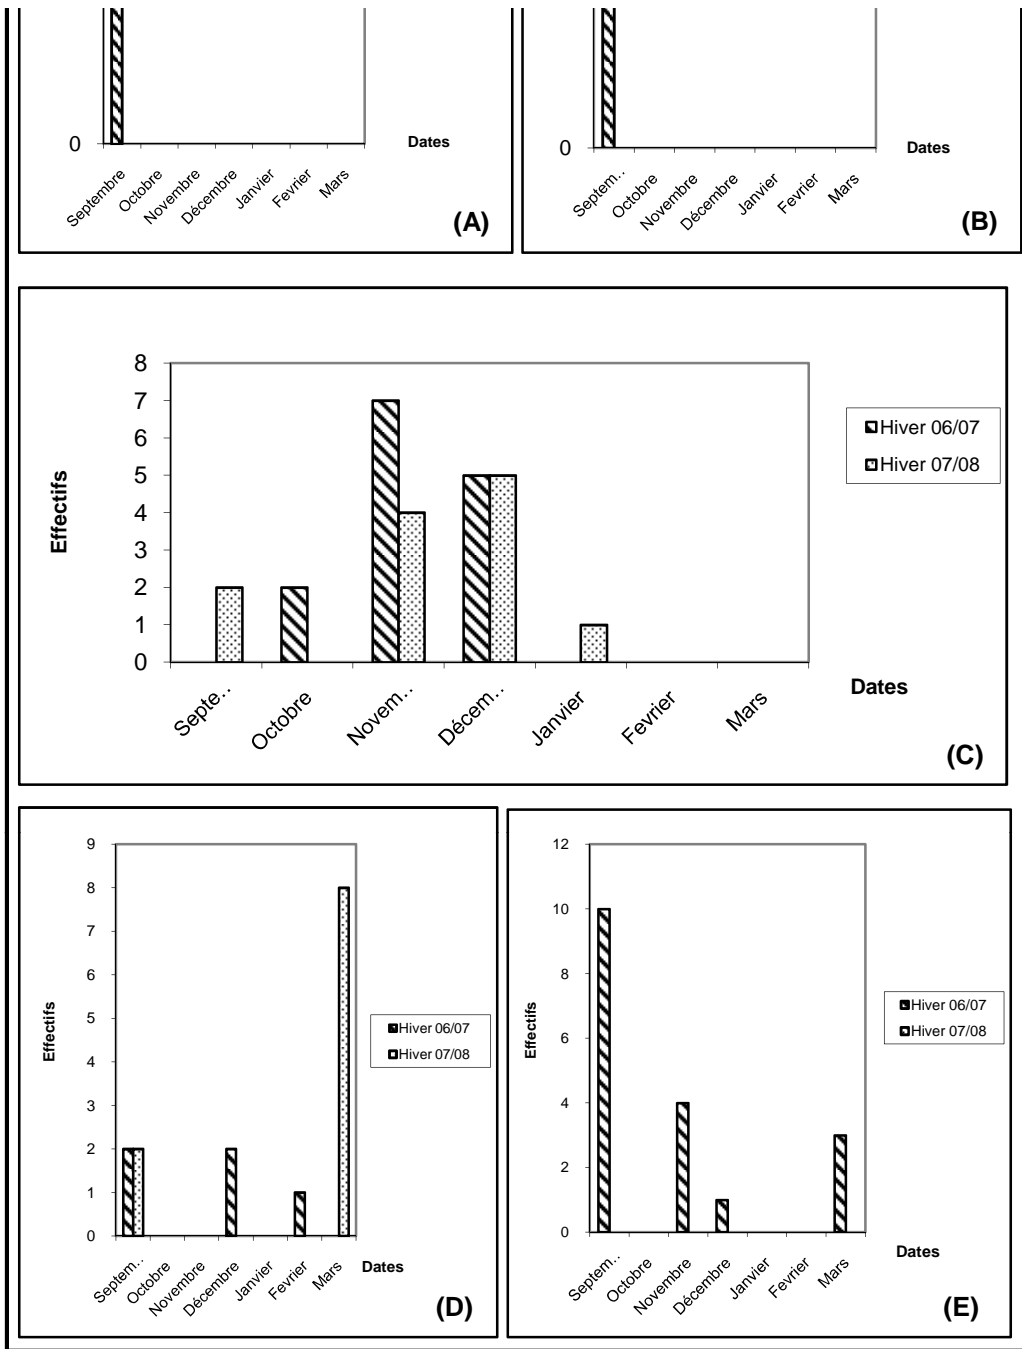 0
Dates
Septembre
Octobre
Novembre
Décembre
Janvier
Fevrier
Mars
(A)
0
Dates
Septem..
Octobre
Novembre
Décembre
Janvier
Fevrier
Mars
(B)
8
7
6
5
4
3
2
1
0
Effectifs
Hiver 06/07
Hiver 07/08
Septe..
Octobre
Novem...
Décem...
Janvier
Fevrier
Mars
Dates
(C)
9
8
7
6
5
4
3
2
1
0
Effectifs
Hiver 06/07
Hiver 07/08
Septem..
Octobre
Novembre
Décembre
Janvier
Fevrier
Mars
Dates
(D)
12
10
8
6
4
2
0
Effectifs
Hiver 06/07
Hiver 07/08
Septem..
Octobre
Novembre
Décembre
Janvier
Fevrier
Mars
Dates
(E)